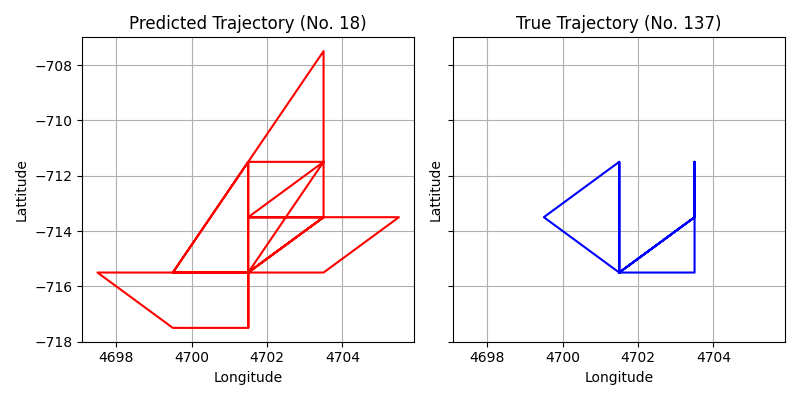 Predicted Trajectory (No. 18)
True Trajectory (No. 137)
−708
−710
−712
−714
−716
−718
Lattitude
Lattitude
4698 4700 4702 4704
4698 4700 4702 4704
Longitude
Longitude